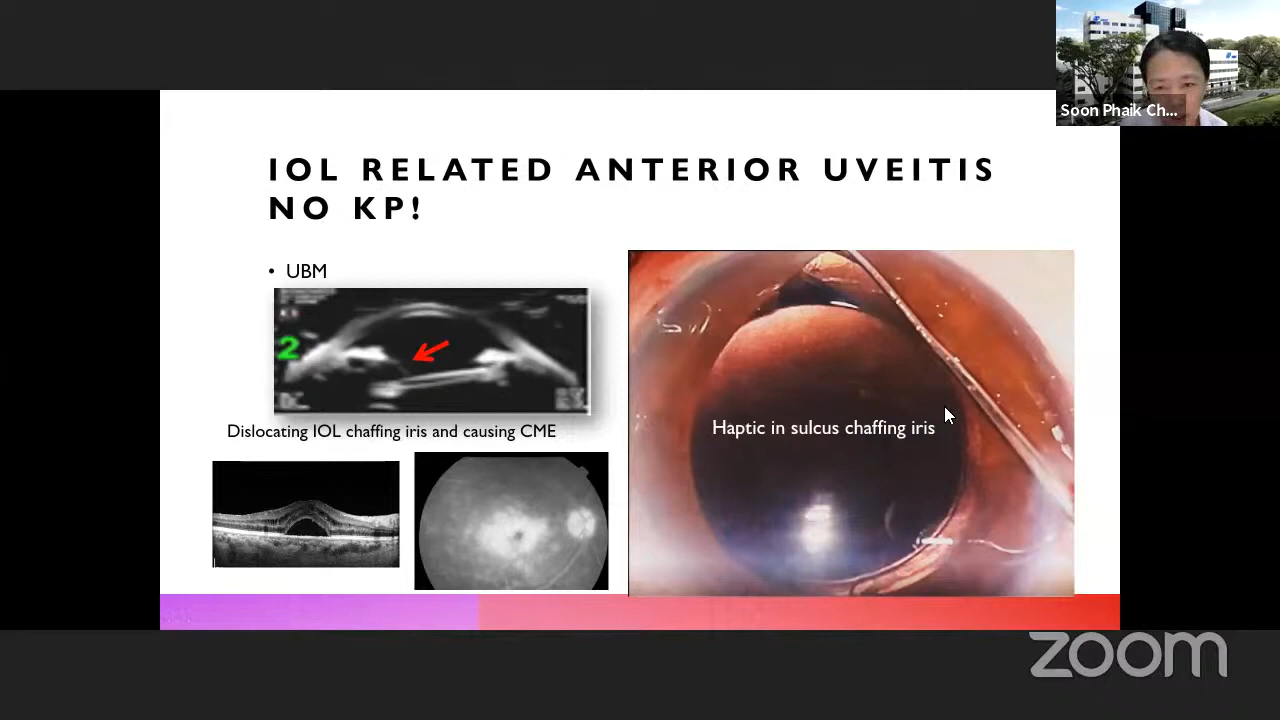 Soon Phaik Ch...
IOL RELATED ANTERIOR UVEITIS
NO KP!
• UBM
2
Dislocating IOL chaffing iris and causing CME
Haptic in sulcus chaffing iris
zoom